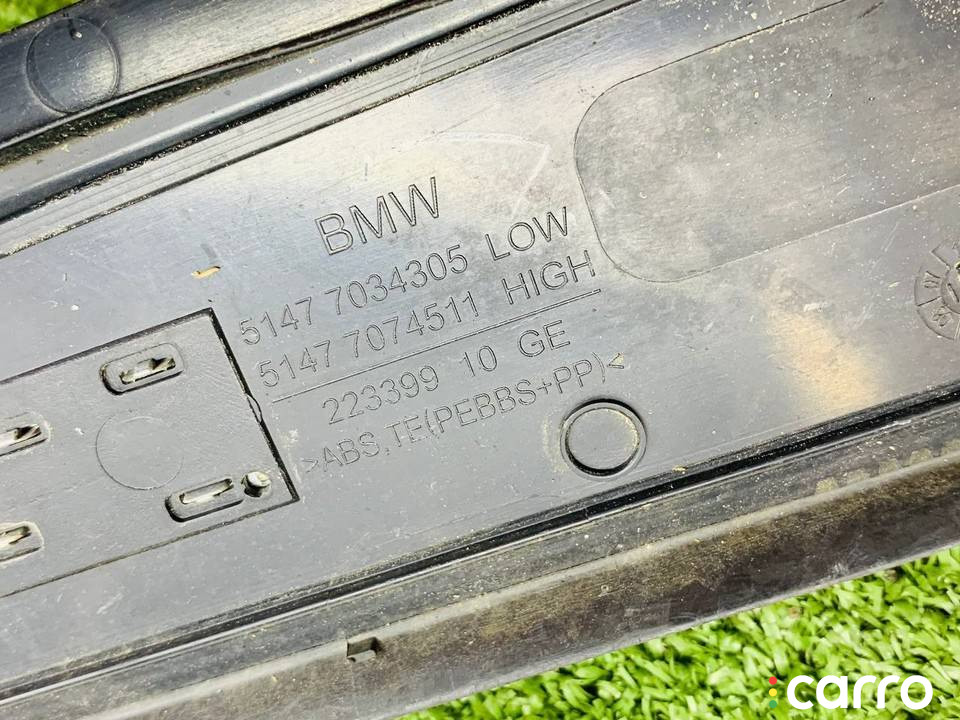 BMW
5147 7034305 LOW
5147 7074511 HIGH
223399 10 GE
>ABS,TE(PEBBS+PP)<
carro